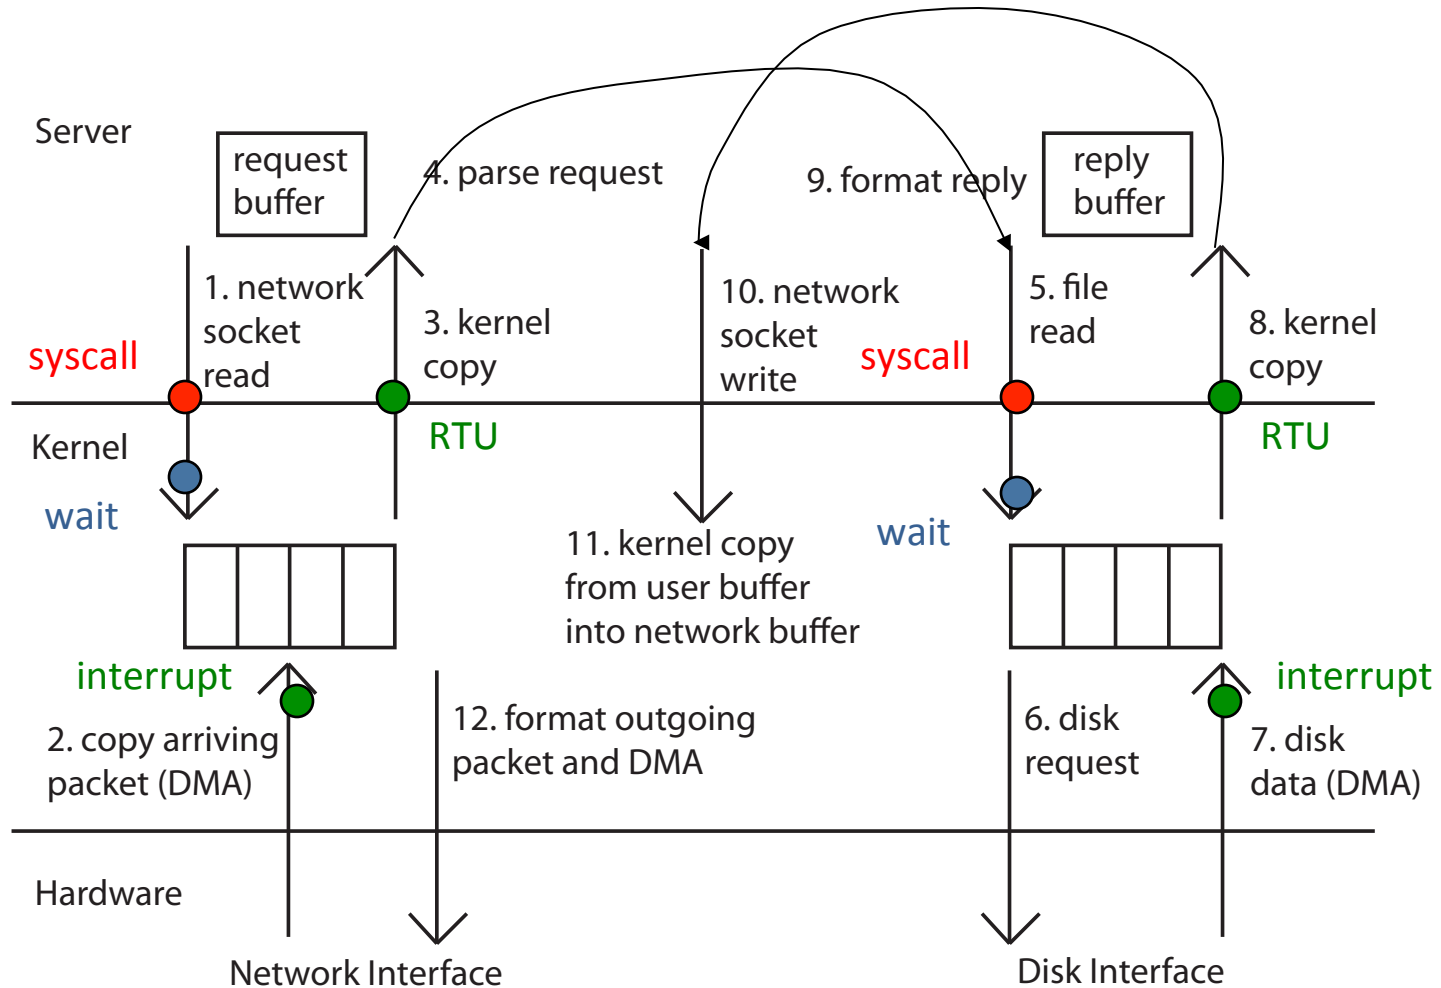 Server
request
buffer
4. parse request
9. format reply
reply
buffer
1. network
socket
read
3. kernel
copy
10. network
socket
write
5. file
read
8. kernel
copy
syscall
syscall
Kernel
RTU
RTU
wait
wait
11. kernel copy
from user buffer
into network buffer
interrupt
interrupt
2. copy arriving
packet (DMA)
12. format outgoing
packet and DMA
6. disk
request
7. disk
data (DMA)
Hardware
Network Interface
Disk Interface